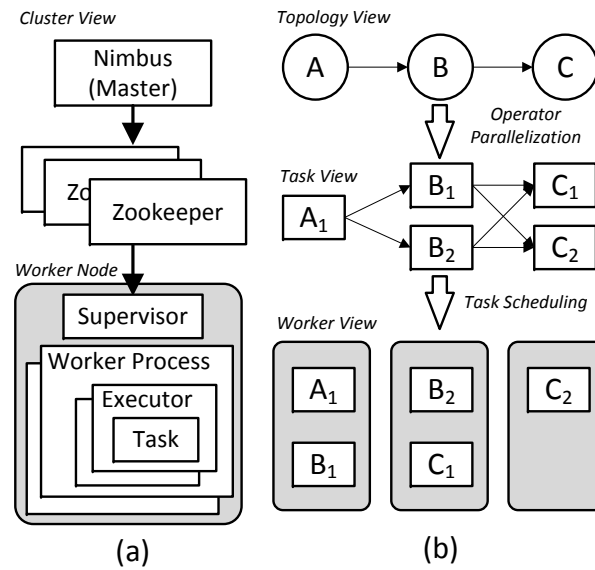 Cluster View
Nimbus
(Master)
Zo
Zookeeper
Worker Node
Supervisor
Worker Process
Executor
Task
(a)
Topology View
A
B
C
Operator
Parallelization
Task View
A₁
B₁
C₁
B₂
C₂
Task Scheduling
Worker View
A₁
B₂
C₂
B₁
C₁
(b)